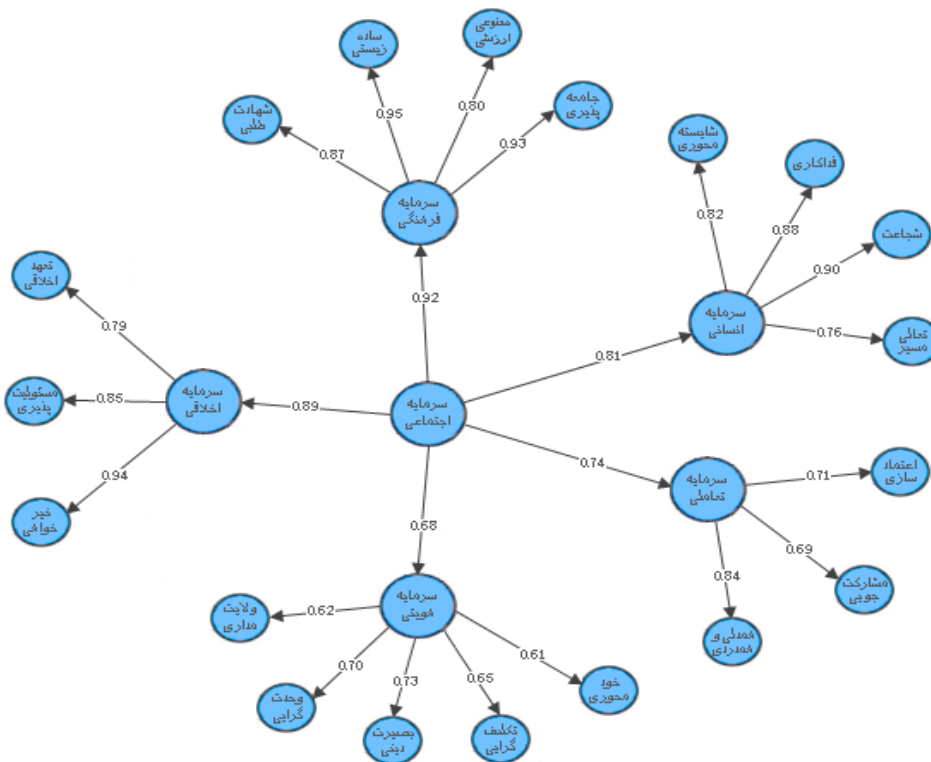 معنوعی
ارزشی
ساده
زیستی
جامعه
پذیری
شهادت
طلبی
0.95
0.80
0.93
0.87
سرمایه
فرهنگی
شایسته
محوری
فداکاری
شجاعت
تعالی
مسیر
0.82
0.88
0.90
0.76
سرمایه
انسانی
0.92
0.81
تعهد
اخلاقی
مسئولیت
پذیری
خیر
خواهی
0.79
0.85
0.94
سرمایه
اخلاقی
0.89
سرمایه
اجتماعی
0.74
0.68
سرمایه
تعاملی
0.71
0.69
0.84
اعتماد
سازی
مشارکت
جویی
همدلی و
همدردی
سرمایه
هویتی
0.62
0.70
0.73
0.65
0.61
ولایت
مداری
وحدت
گرایی
بصیرت
دینی
تکلیف
گرایی
خود
محوری